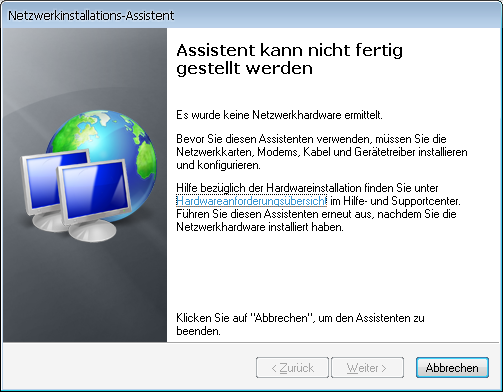 Netzwerkinstallations-Assistent
Assistent kann nicht fertig
gestellt werden
Es wurde keine Netzwerkhardware ermittelt.
Bevor Sie diesen Assistenten verwenden, müssen Sie die
Netzwerkkarten, Modems, Kabel und Gerätetreiber installieren
und konfigurieren.
Hilfe bezüglich der Hardwareinstallation finden Sie unter
Hardwareanforderungsübersicht im Hilfe- und Supportcenter.
Führen Sie diesen Assistenten erneut aus, nachdem Sie die
Netzwerkhardware installiert haben.
Klicken Sie auf "Abbrechen", um den Assistenten zu
beenden.
< Zurück Weiter > Abbrechen